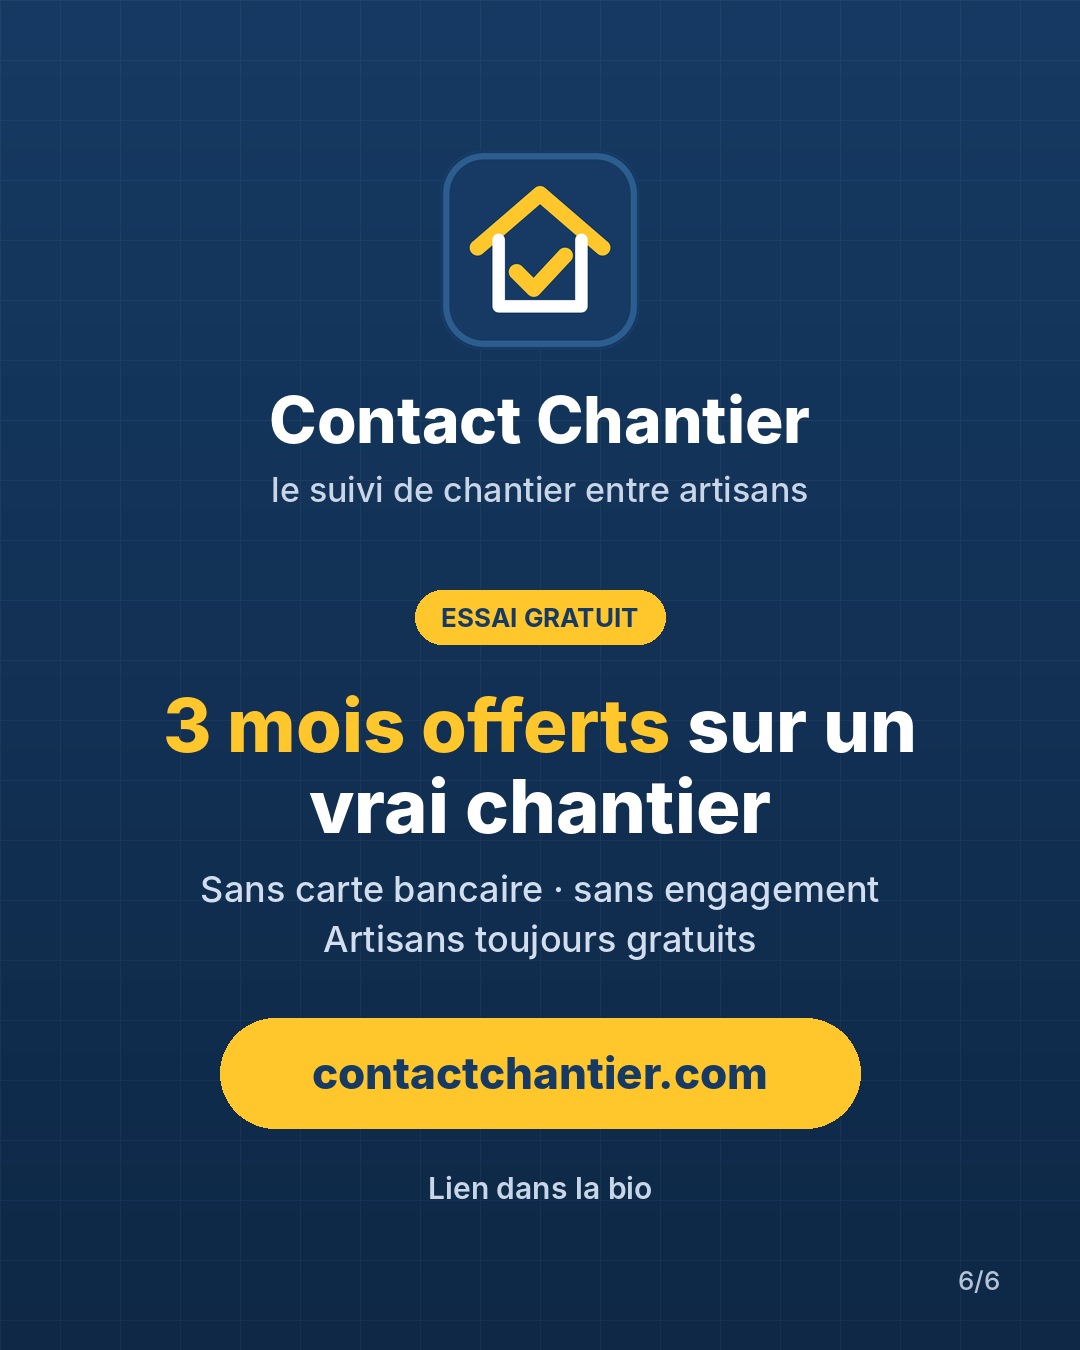 Contact Chantier
le suivi de chantier entre artisans
ESSAI GRATUIT
3 mois offerts sur un
vrai chantier
Sans carte bancaire · sans engagement
Artisans toujours gratuits
contactchantier.com
Lien dans la bio
6/6